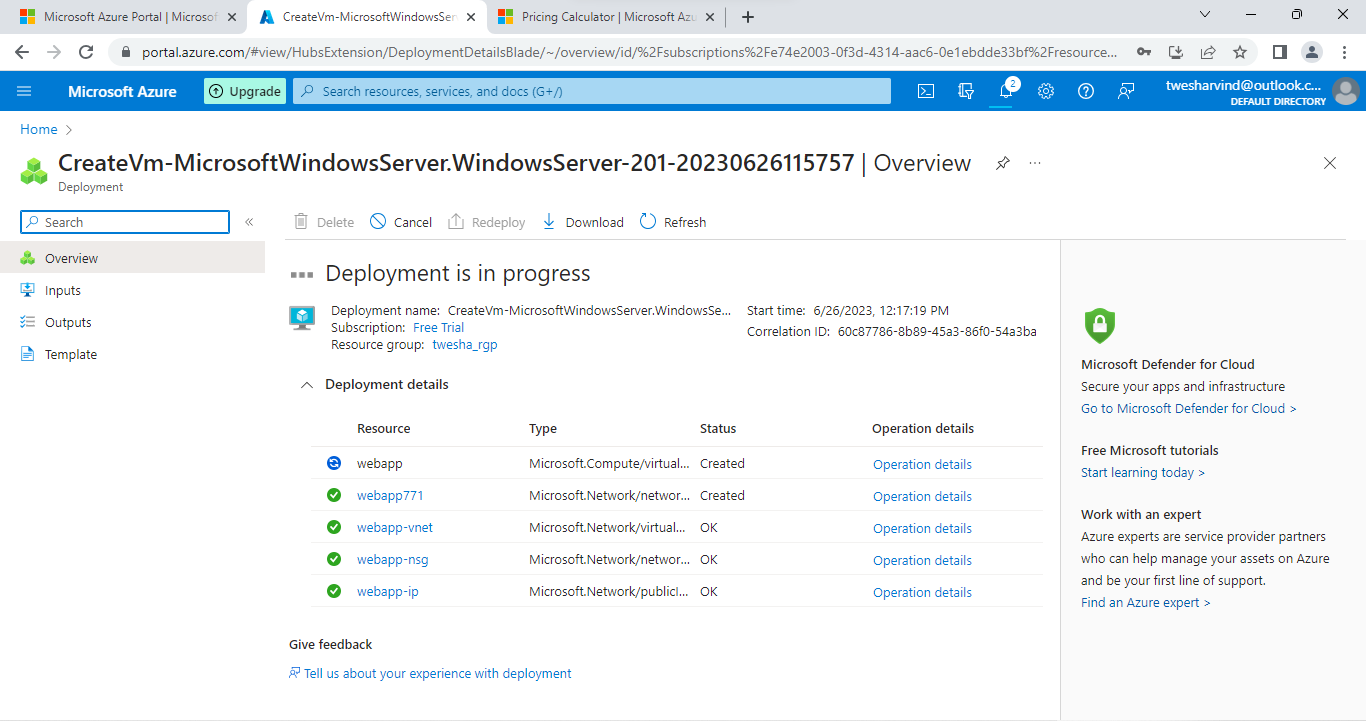 Microsoft Azure Portal | Microsof
CreateVm-MicrosoftWindowsSer
Pricing Calculator | Microsoft Azu
portal.azure.com/#view/HubsExtension/DeploymentDetailsBlade/~/overview/id/%2Fsubscriptions%2Fe74e2003-0f3d-4314-aac6-0e1ebdde33bf%2Fresource...
Microsoft Azure
Upgrade
Search resources, services, and docs (G+/)
2
twesharvind@outlook.c...
DEFAULT DIRECTORY
Home
CreateVm-MicrosoftWindowsServer.WindowsServer-201-20230626115757 | Overview
Deployment
Search
Delete
Cancel
Redeploy
Download
Refresh
Overview
Inputs
Outputs
Template
Deployment is in progress
Deployment name: CreateVm-MicrosoftWindowsServer.WindowsSe...
Subscription: Free Trial
Resource group: twesha_rgp
Start time: 6/26/2023, 12:17:19 PM
Correlation ID: 60c87786-8b89-45a3-86f0-54a3ba
Deployment details
Resource Type Status Operation details
webapp Microsoft.Compute/virtual... Created Operation details
webapp771 Microsoft.Network/networ... Created Operation details
webapp-vnet Microsoft.Network/virtual... OK Operation details
webapp-nsg Microsoft.Network/networ... OK Operation details
webapp-ip Microsoft.Network/publicI... OK Operation details
Give feedback
Tell us about your experience with deployment
Microsoft Defender for Cloud
Secure your apps and infrastructure
Go to Microsoft Defender for Cloud >
Free Microsoft tutorials
Start learning today >
Work with an expert
Azure experts are service provider partners
who can help manage your assets on Azure
and be your first line of support.
Find an Azure expert >